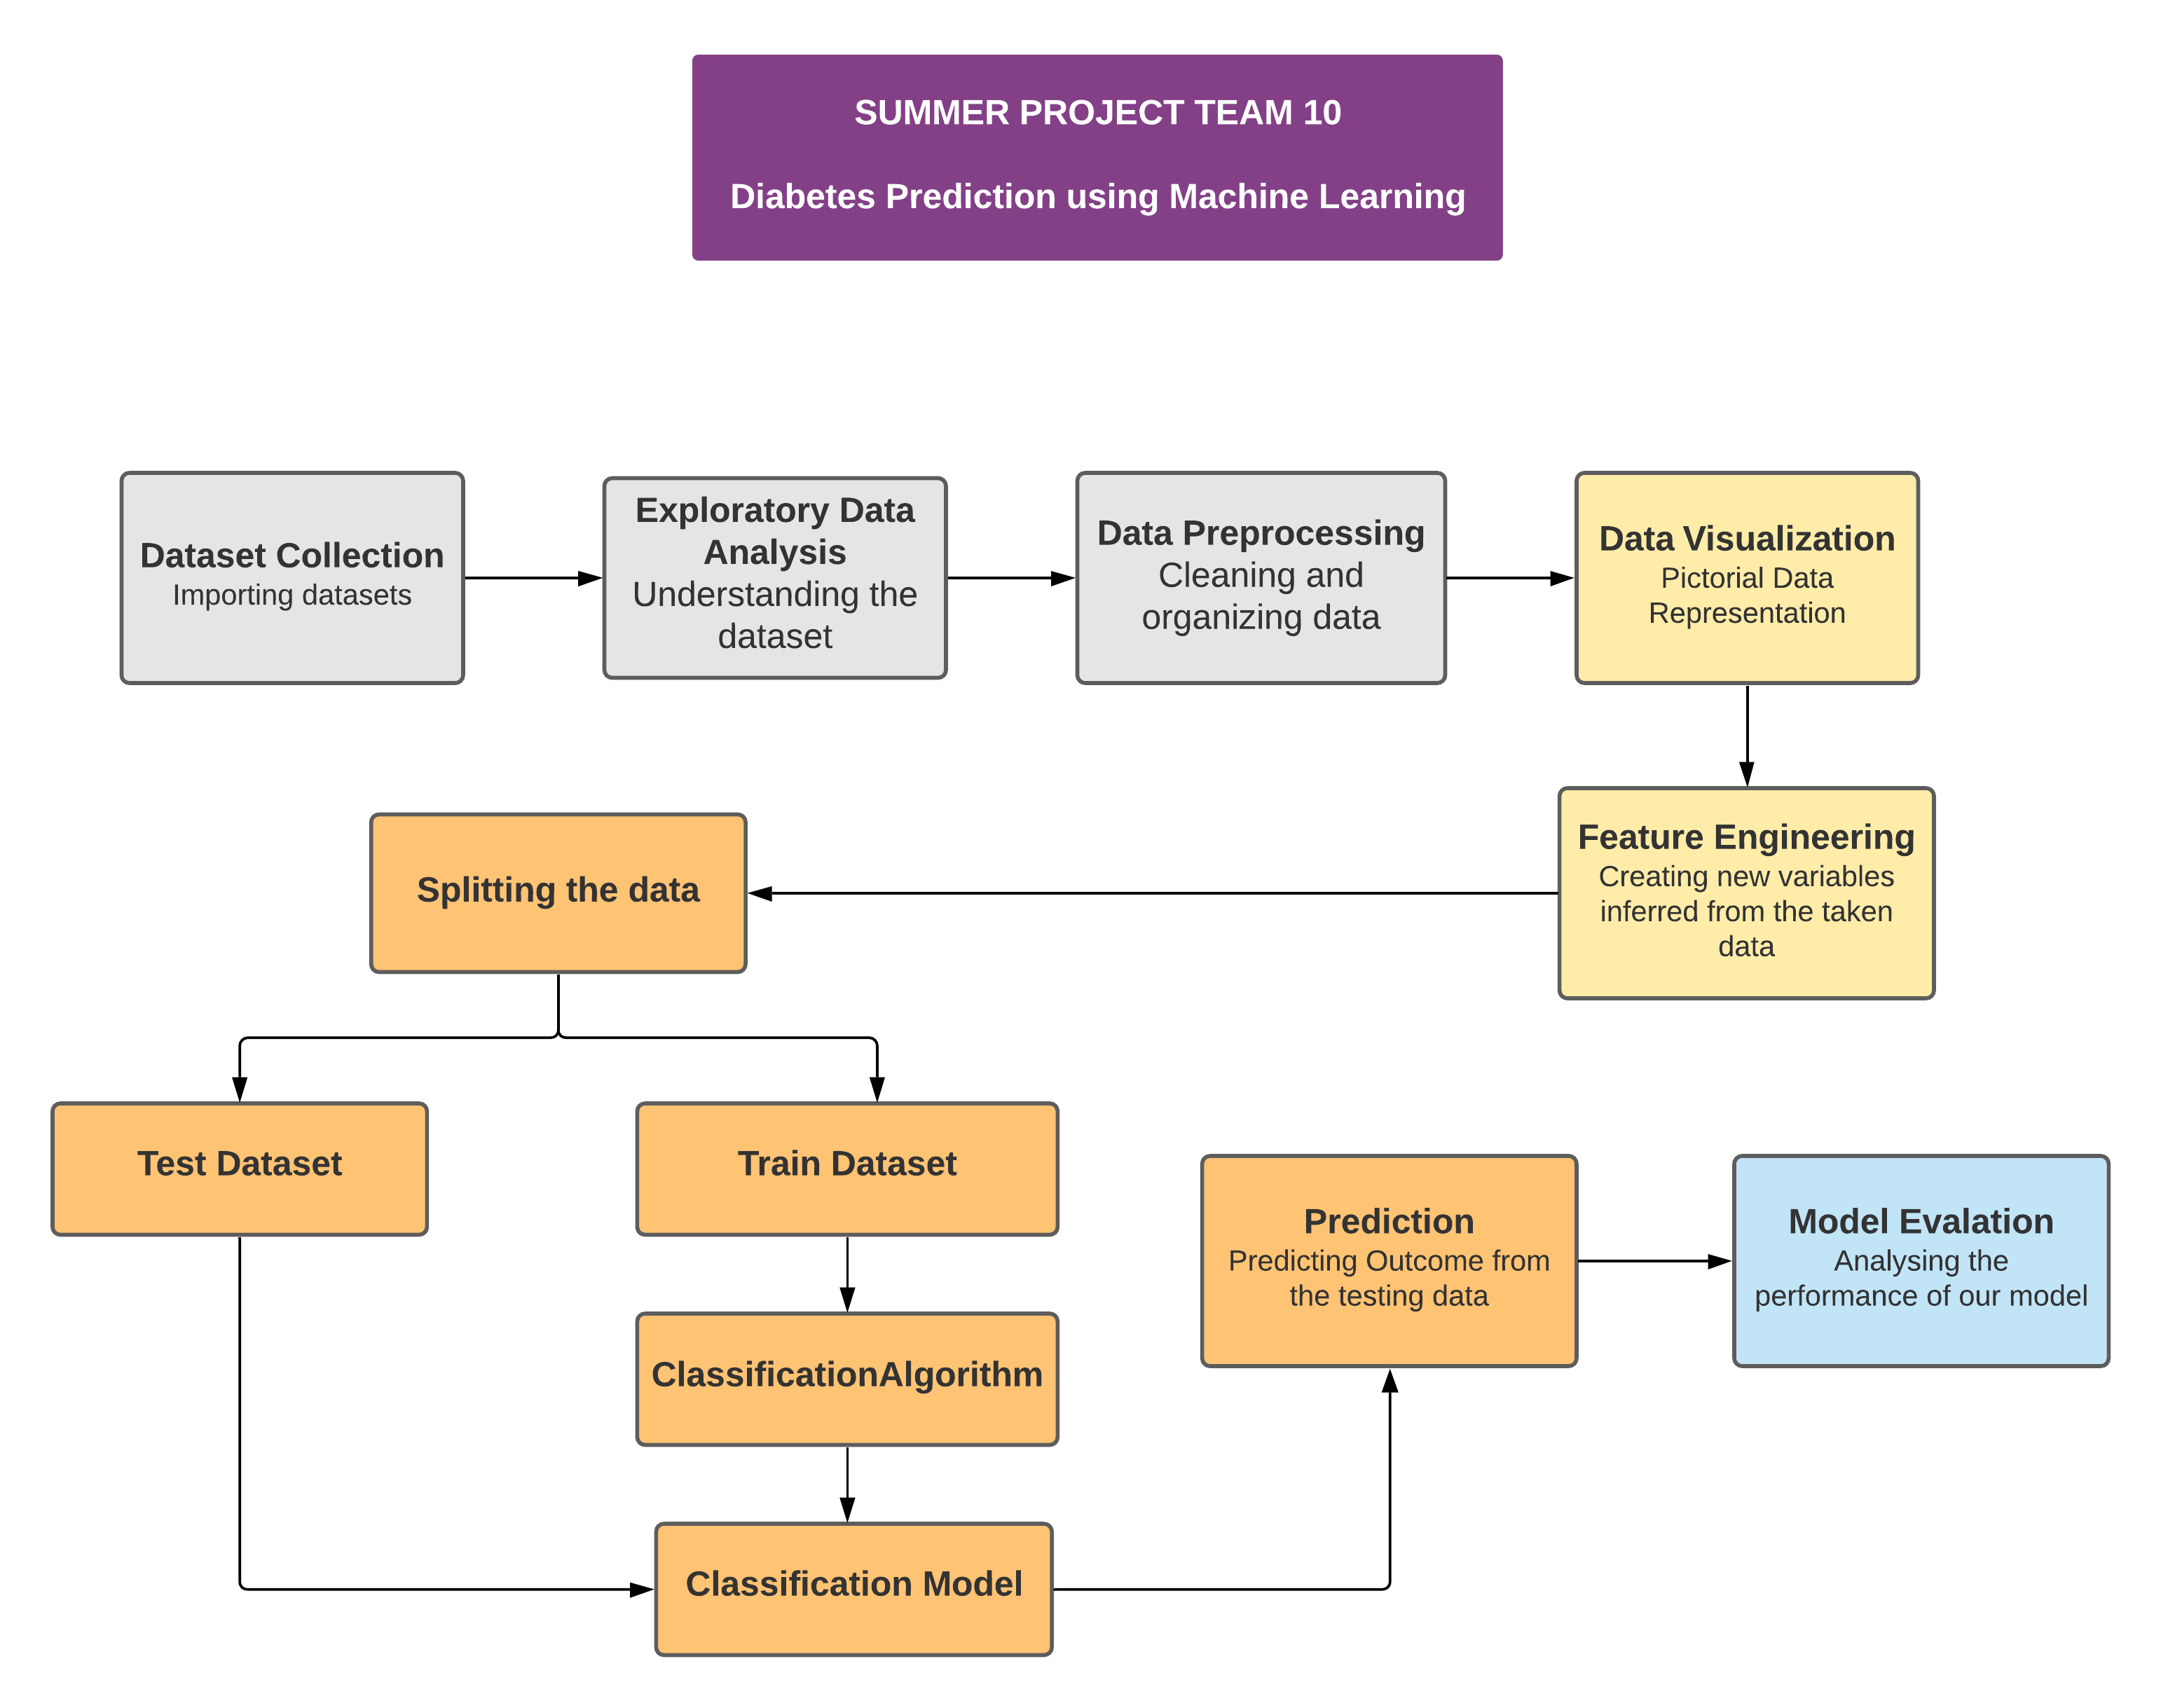 SUMMER PROJECT TEAM 10
Diabetes Prediction using Machine Learning
Dataset Collection
Importing datasets
Exploratory Data
Analysis
Understanding the
dataset
Data Preprocessing
Cleaning and
organizing data
Data Visualization
Pictorial Data
Representation
Feature Engineering
Creating new variables
inferred from the taken
data
Splitting the data
Test Dataset
Train Dataset
ClassificationAlgorithm
Classification Model
Prediction
Predicting Outcome from
the testing data
Model Evalation
Analysing the
performance of our model